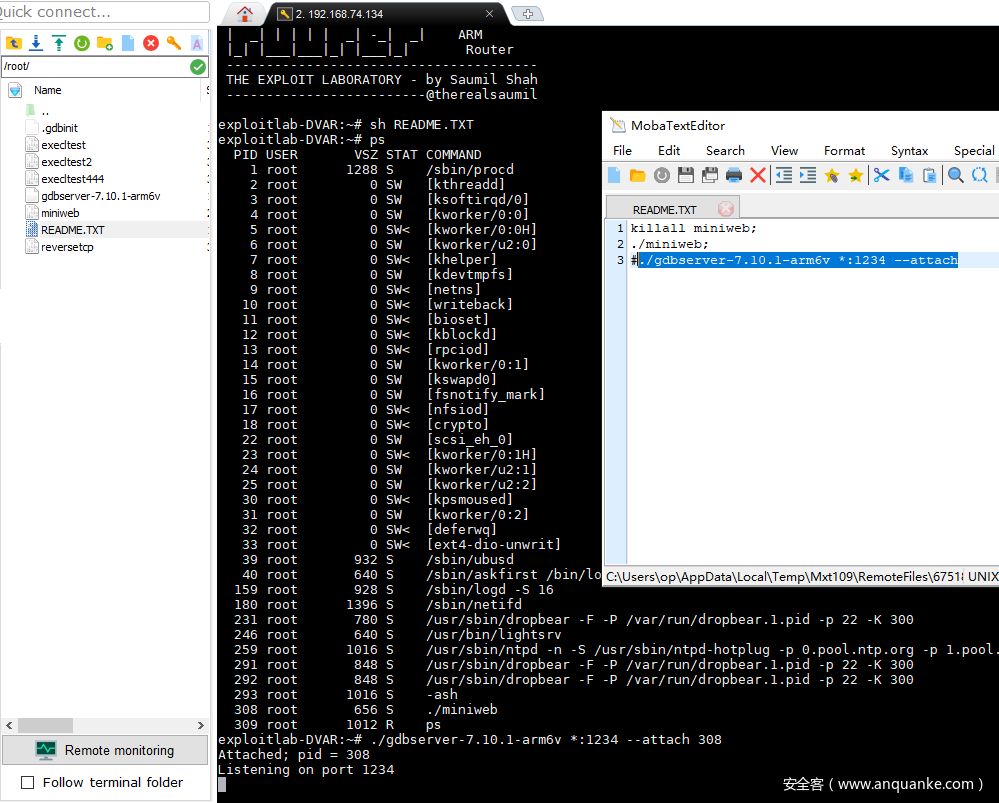 Quick connect...
/root/
Name
..
.gdbinit
execltest
execltest2
execltest444
gdbserver-7.10.1-arm6v
miniweb
README.TXT
reversetcp
Remote monitoring
Follow terminal folder
2. 192.168.74.134
ARM
Router
THE EXPLOIT LABORATORY - by Saumil Shah
-------------------------@therealsaumil
exploitlab-DVAR:~# sh README.TXT
exploitlab-DVAR:~# ps
PID USER VSZ STAT COMMAND
1 root 1288 S /sbin/procd
2 root 0 SW [kthreadd]
3 root 0 SW [ksoftirqd/0]
4 root 0 SW [kworker/0:0]
5 root 0 SW< [kworker/0:0H]
6 root 0 SW [kworker/u2:0]
7 root 0 SW< [khelper]
8 root 0 SW [kdevtmpfs]
9 root 0 SW< [netns]
10 root 0 SW< [writeback]
11 root 0 SW< [bioset]
12 root 0 SW< [kblockd]
13 root 0 SW< [rpciod]
14 root 0 SW [kworker/0:1]
15 root 0 SW [kswapd0]
16 root 0 SW [fsnotify_mark]
17 root 0 SW< [nfsiod]
18 root 0 SW< [crypto]
22 root 0 SW [scsi_eh_0]
23 root 0 SW< [kworker/0:1H]
24 root 0 SW [kworker/u2:1]
25 root 0 SW [kworker/u2:2]
30 root 0 SW< [kpsmoused]
31 root 0 SW [kworker/0:2]
32 root 0 SW< [deferwq]
33 root 0 SW< [ext4-dio-unwrit]
39 root 932 S /sbin/ubusd
40 root 640 S /sbin/askfirst /bin/lo
159 root 928 S /sbin/logd -S 16
180 root 1396 S /sbin/netifd
231 root 780 S /usr/sbin/dropbear -F -P /var/run/dropbear.1.pid -p 22 -K 300
246 root 640 S /usr/bin/lightsrv
259 root 1016 S /usr/sbin/ntpd -n -S /usr/sbin/ntpd-hotplug -p 0.pool.ntp.org -p 1.pool.
291 root 848 S /usr/sbin/dropbear -F -P /var/run/dropbear.1.pid -p 22 -K 300
292 root 848 S /usr/sbin/dropbear -F -P /var/run/dropbear.1.pid -p 22 -K 300
293 root 1016 S -ash
308 root 656 S ./miniweb
309 root 1012 R ps
exploitlab-DVAR:~# ./gdbserver-7.10.1-arm6v *:1234 --attach 308
Attached; pid = 308
Listening on port 1234
MobaTextEditor
File Edit Search View Format Syntax Special
README.TXT
1 killall miniweb;
2 ./miniweb;
3 #./gdbserver-7.10.1-arm6v *:1234 --attach
C:\Users\op\AppData\Local\Temp\Mxt109\RemoteFiles\67518 UNIX
安全客（www.anquanke.com）